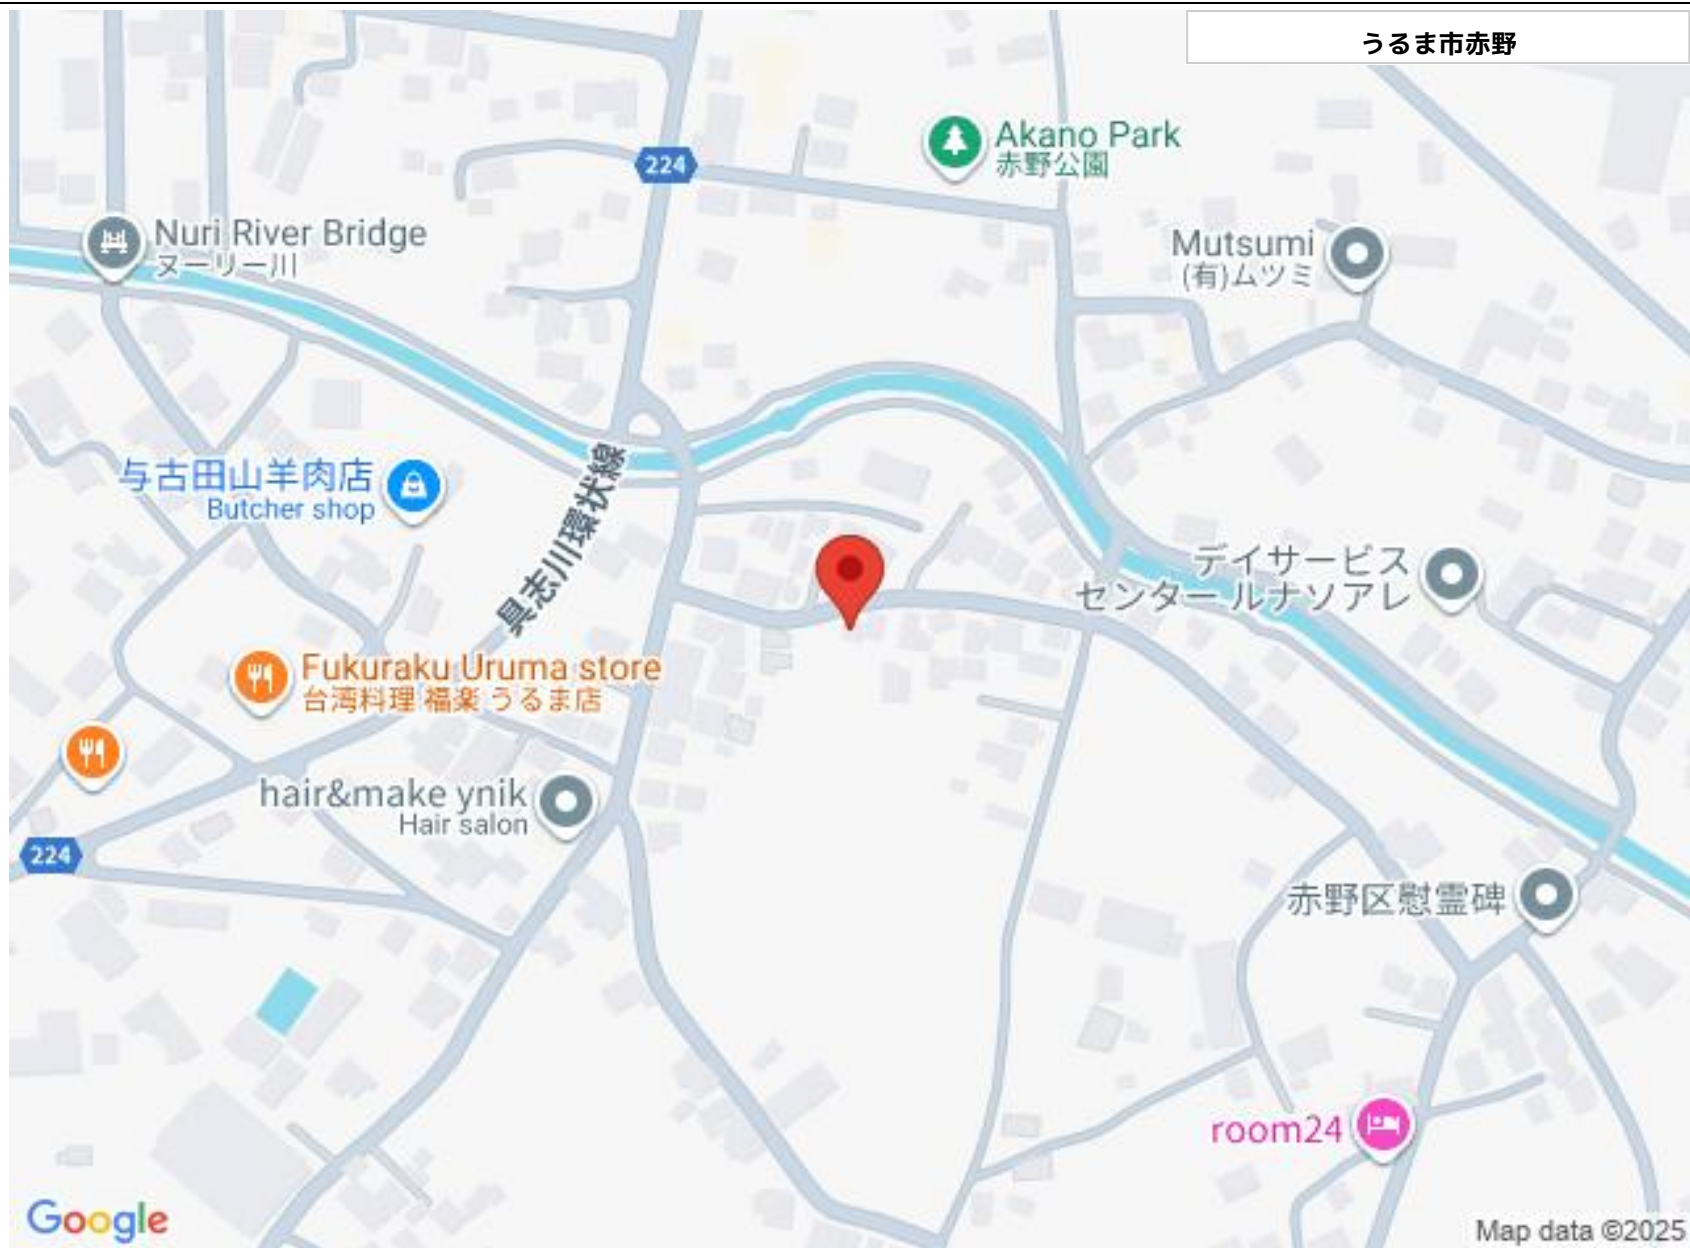 うるま市赤野
Akano Park
赤野公園
224
Nuri River Bridge
ヌーリー川
Mutsumi
(有)ムツミ
与古田山羊肉店
Butcher shop
具志川環状線
デイサービス
センター ルナソアレ
Fukuraku Uruma store
台湾料理 福楽 うるま店
hair&make ynik
Hair salon
224
赤野区慰霊碑
room24
Google
Map data ©2025